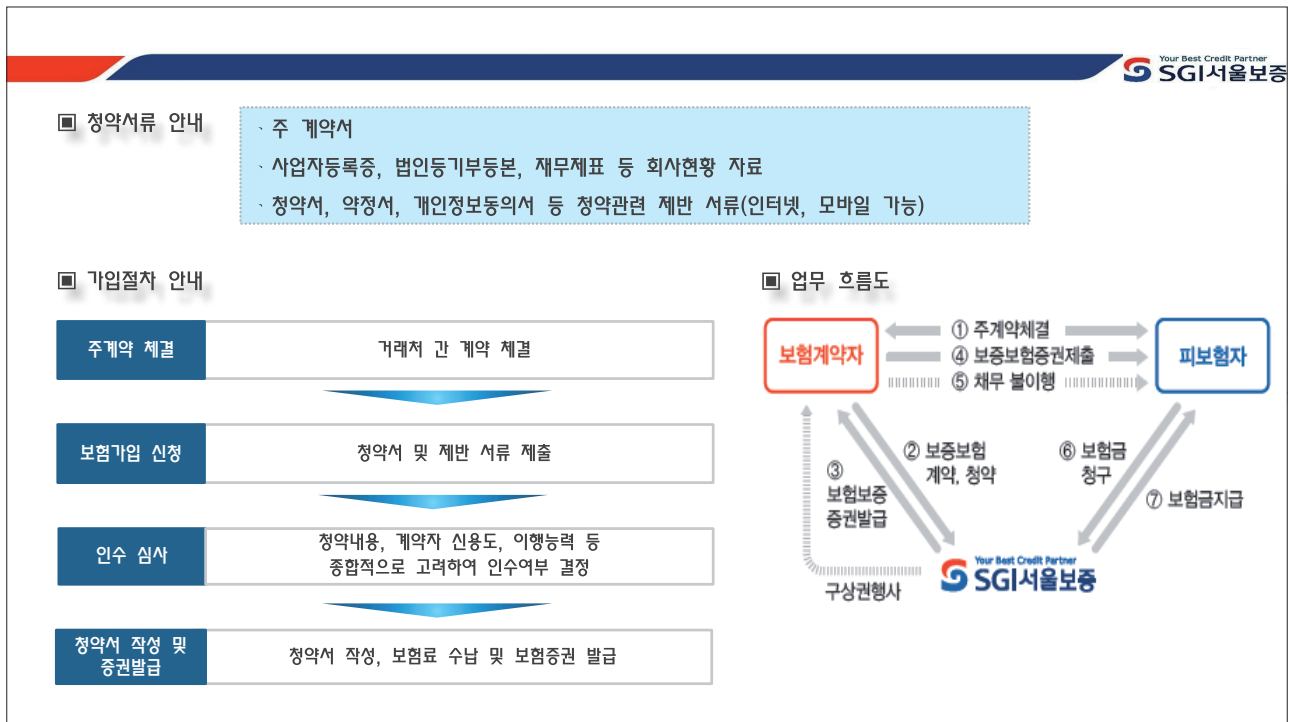 Your Best Credit Partner
SGI서울보증
▣ 청약서류 안내
· 주 계약서
· 사업자등록증, 법인등기부등본, 재무제표 등 회사현황 자료
· 청약서, 약정서, 개인정보동의서 등 청약관련 제반 서류(인터넷, 모바일 가능)
▣ 가입절차 안내
주계약 체결
거래처 간 계약 체결
보험가입 신청
청약서 및 제반 서류 제출
인수 심사
청약내용, 계약자 신용도, 이행능력 등
종합적으로 고려하여 인수여부 결정
청약서 작성 및
증권발급
청약서 작성, 보험료 수납 및 보험증권 발급
▣ 업무 흐름도
보험계약자
① 주계약체결
④ 보증보험증권제출
⑤ 채무 불이행
피보험자
② 보증보험
계약, 청약
③
보험보증
증권발급
⑥ 보험금
청구
⑦ 보험금지급
구상권행사
Your Best Credit Partner
SGI서울보증